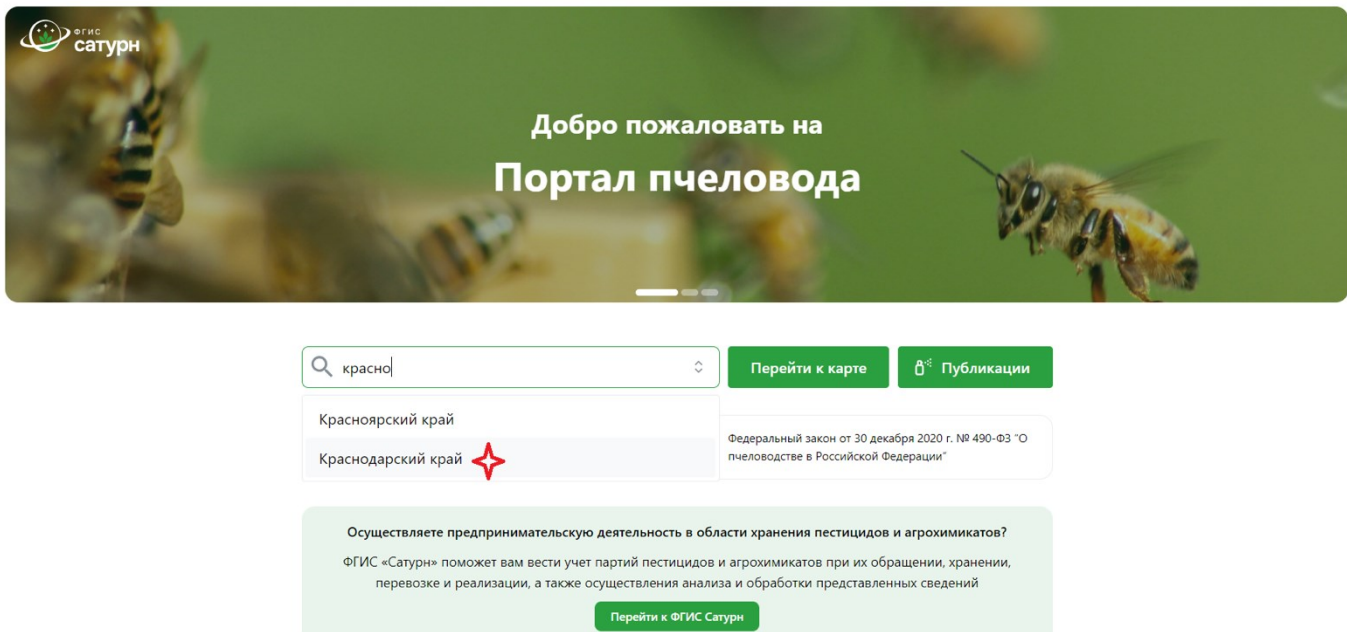 ФГИС
сатурн
Добро пожаловать на
Портал пчеловода
красно
Перейти к карте
Публикации
Красноярский край
Краснодарский край
Федеральный закон от 30 декабря 2020 г. № 490-ФЗ "О
пчеловодстве в Российской Федерации"
Осуществляете предпринимательскую деятельность в области хранения пестицидов и агрохимикатов?
ФГИС «Сатурн» поможет вам вести учет партий пестицидов и агрохимикатов при их обращении, хранении,
перевозке и реализации, а также осуществления анализа и обработки представленных сведений
Перейти к ФГИС Сатурн